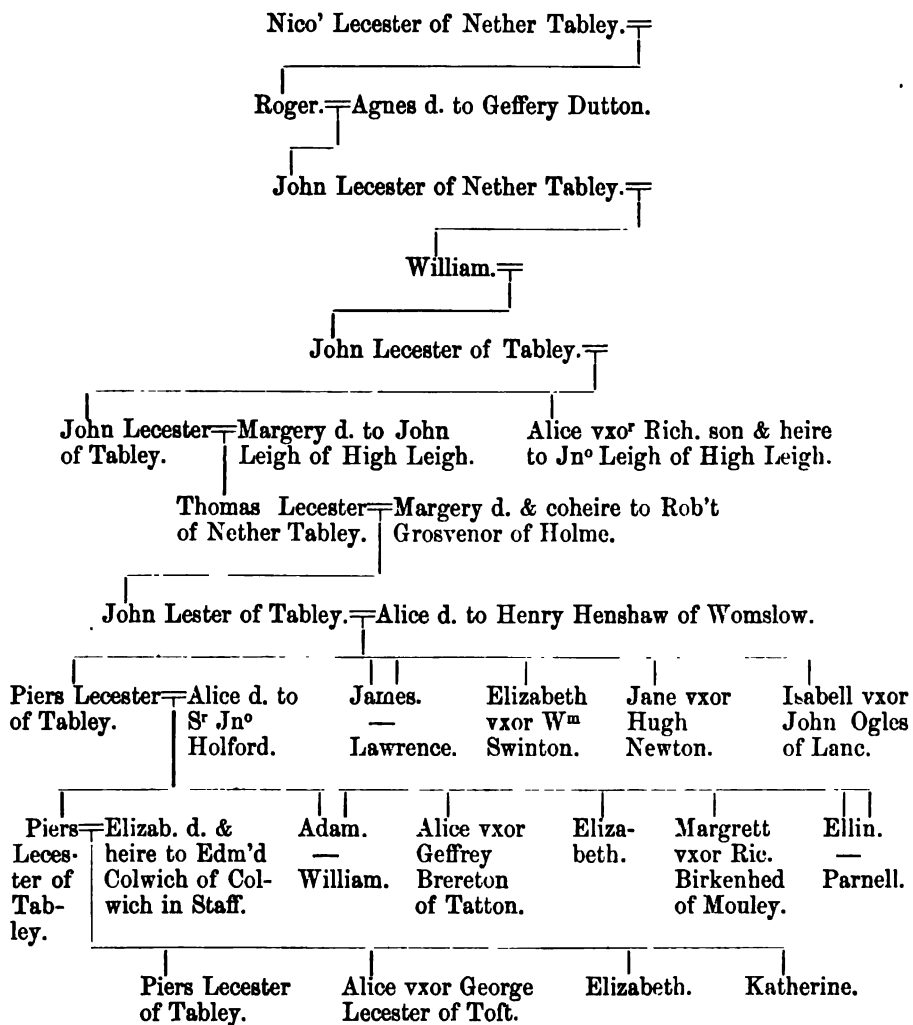 Nico' Lecester of Nether Tabley.
Roger. Agnes d. to Geffery Dutton.
John Lecester of Nether Tabley.
William.
John Lecester of Tabley.
John Lecester
of Tabley.
Margery d. to John
Leigh of High Leigh.
Alice vxoʳ Rich. son & heire
to Jnᵒ Leigh of High Leigh.
Thomas Lecester
of Nether Tabley.
Margery d. & coheire to Rob't
Grosvenor of Holme.
John Lester of Tabley. Alice d. to Henry Henshaw of Womslow.
Piers Lecester
of Tabley.
Alice d. to
Sʳ Jnᵒ
Holford.
James.
—
Lawrence.
Elizabeth
vxor Wᵐ
Swinton.
Jane vxor
Hugh
Newton.
Isabell vxor
John Ogles
of Lanc.
Piers
Leces-
ter of
Tab-
ley.
Elizab. d. &
heire to Edm'd
Colwich of Col-
wich in Staff.
Adam.
—
William.
Alice vxor
Geffrey
Brereton
of Tatton.
Eliza-
beth.
Margrett
vxor Ric.
Birkenhed
of Mouley.
Ellin.
—
Parnell.
Piers Lecester
of Tabley.
Alice vxor George
Lecester of Toft.
Elizabeth.
Katherine.